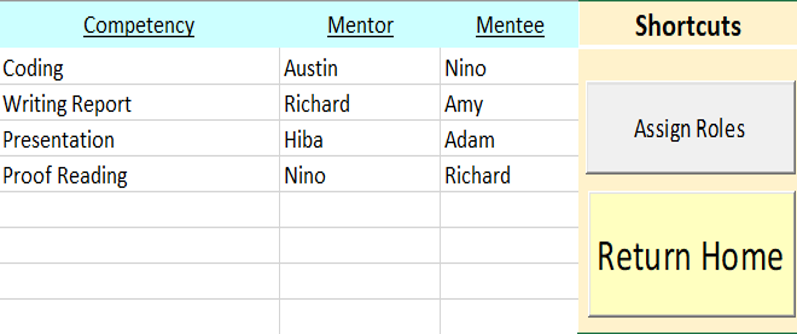 Competency Mentor Mentee Shortcuts
Coding Austin Nino
Writing Report Richard Amy
Presentation Hiba Adam
Proof Reading Nino Richard
Assign Roles
Return Home